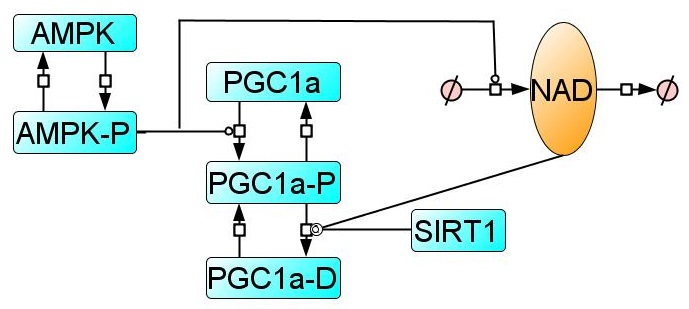 AMPK
AMPK-P
PGC1a
PGC1a-P
PGC1a-D
NAD
SIRT1